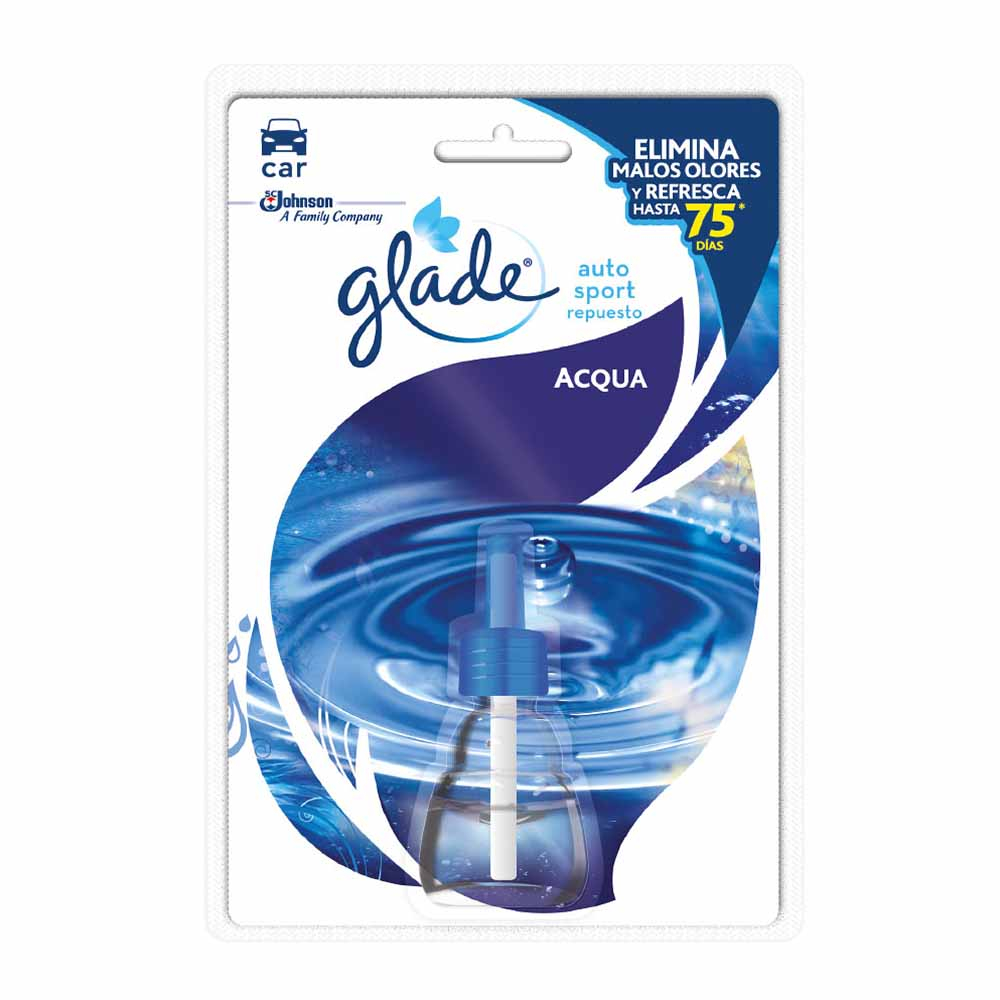 car
SC Johnson
A Family Company
glade®
auto
sport
repuesto
ELIMINA
MALOS OLORES
Y REFRESCA
HASTA 75*
DÍAS
ACQUA